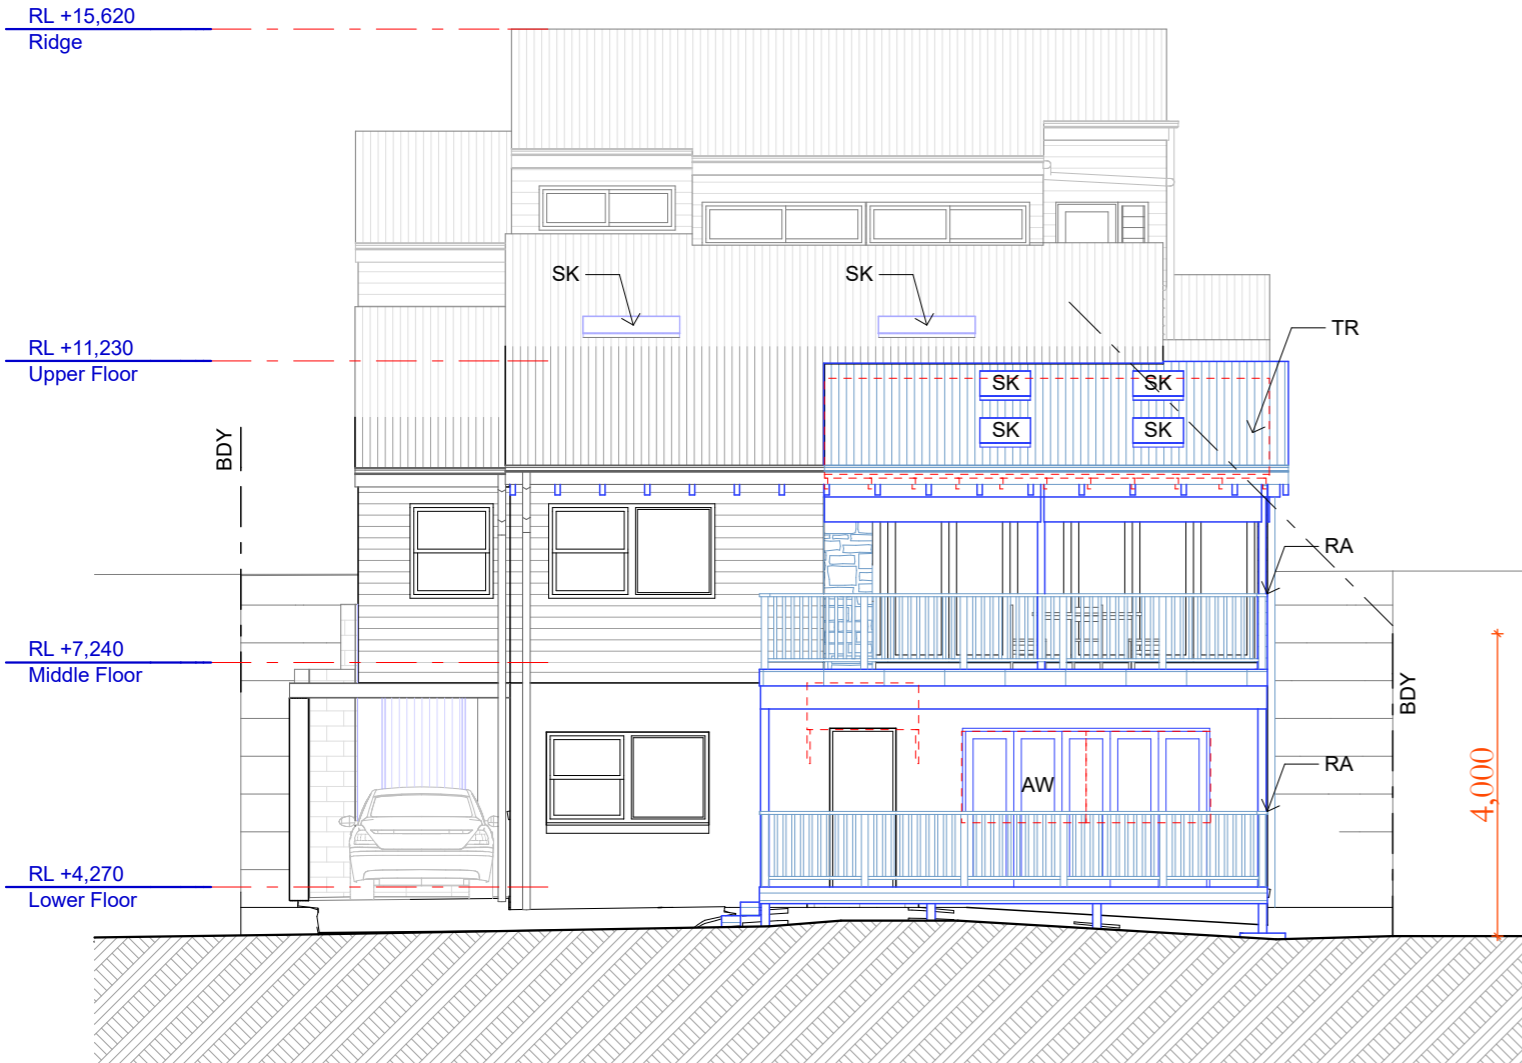 RL +15,620
Ridge
SK
SK
TR
RL +11,230
Upper Floor
SK
SK
SK
SK
BDY
RA
RL +7,240
Middle Floor
BDY
RA
AW
4,000
RL +4,270
Lower Floor